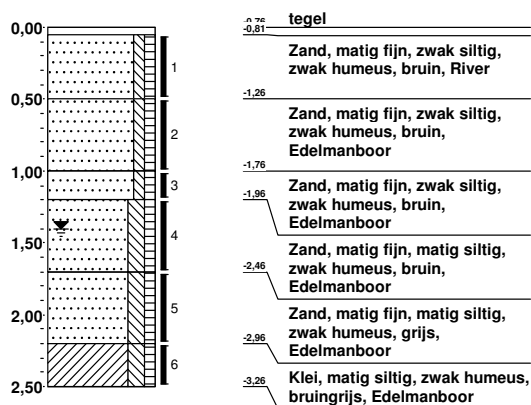 0,00
0,50
1,00
1,50
2,00
2,50
1
2
3
4
5
6
-0,76
tegel
-0,81
Zand, matig fijn, zwak siltig,
zwak humeus, bruin, River
-1,26
Zand, matig fijn, zwak siltig,
zwak humeus, bruin,
Edelmanboor
-1,76
Zand, matig fijn, zwak siltig,
zwak humeus, bruin,
Edelmanboor
-1,96
Zand, matig fijn, matig siltig,
zwak humeus, bruin,
Edelmanboor
-2,46
Zand, matig fijn, matig siltig,
zwak humeus, grijs,
Edelmanboor
-2,96
Klei, matig siltig, zwak humeus,
bruingrijs, Edelmanboor
-3,26